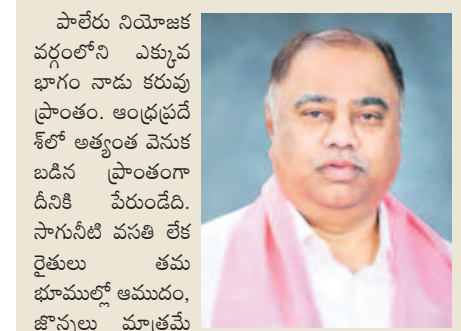 పాలేరు నియోజక
వర్గంలోని ఎక్కువ
భాగం నాడు కరువు
ప్రాంతం. ఆంధ్రప్రదే
శ్‌లో అత్యంత వెనుక
బడిన ప్రాంతంగా
దీనికి పేరుండేది.
సాగునీటి వసతి లేక
రైతులు తమ
భూముల్లో ఆముదం,
జొన్నలు మాత్రమే